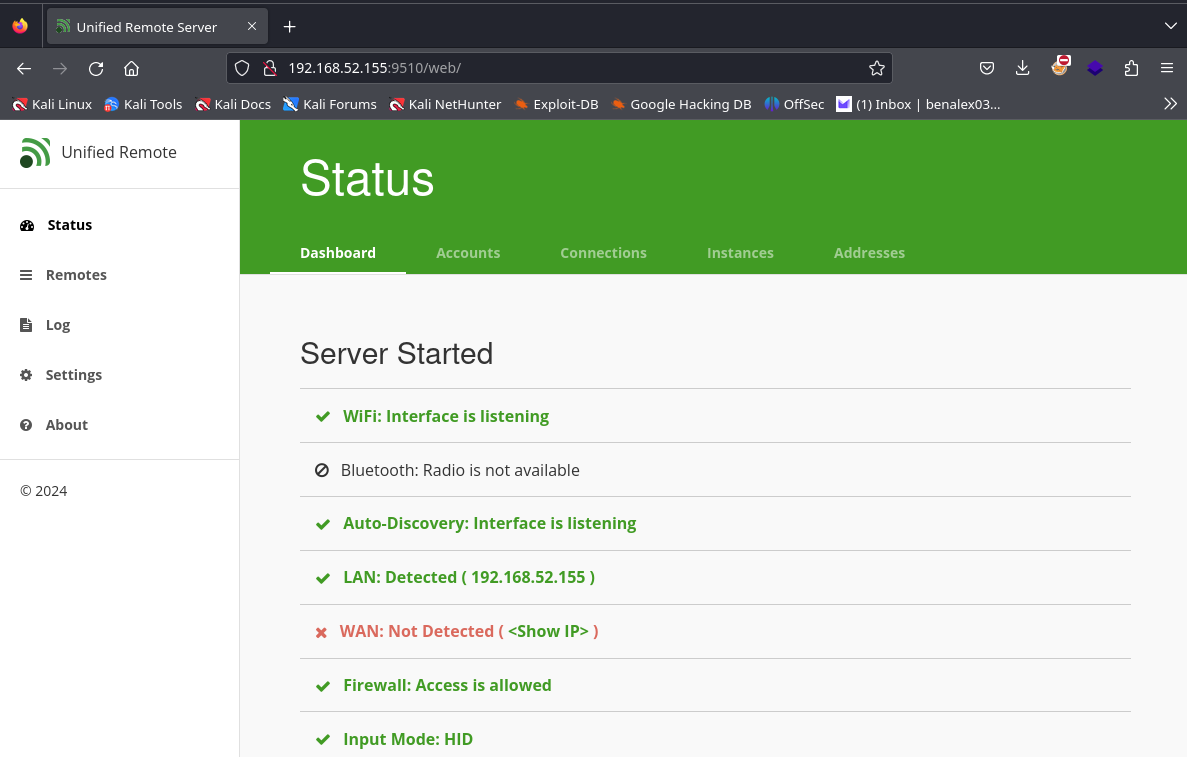 Unified Remote Server
192.168.52.155:9510/web/
Kali Linux Kali Tools Kali Docs Kali Forums Kali NetHunter Exploit-DB Google Hacking DB OffSec (1) Inbox | benalex03...
Unified Remote
Status
Remotes
Log
Settings
About
© 2024
Status
Dashboard Accounts Connections Instances Addresses
Server Started
WiFi: Interface is listening
Bluetooth: Radio is not available
Auto-Discovery: Interface is listening
LAN: Detected ( 192.168.52.155 )
WAN: Not Detected ( <Show IP> )
Firewall: Access is allowed
Input Mode: HID